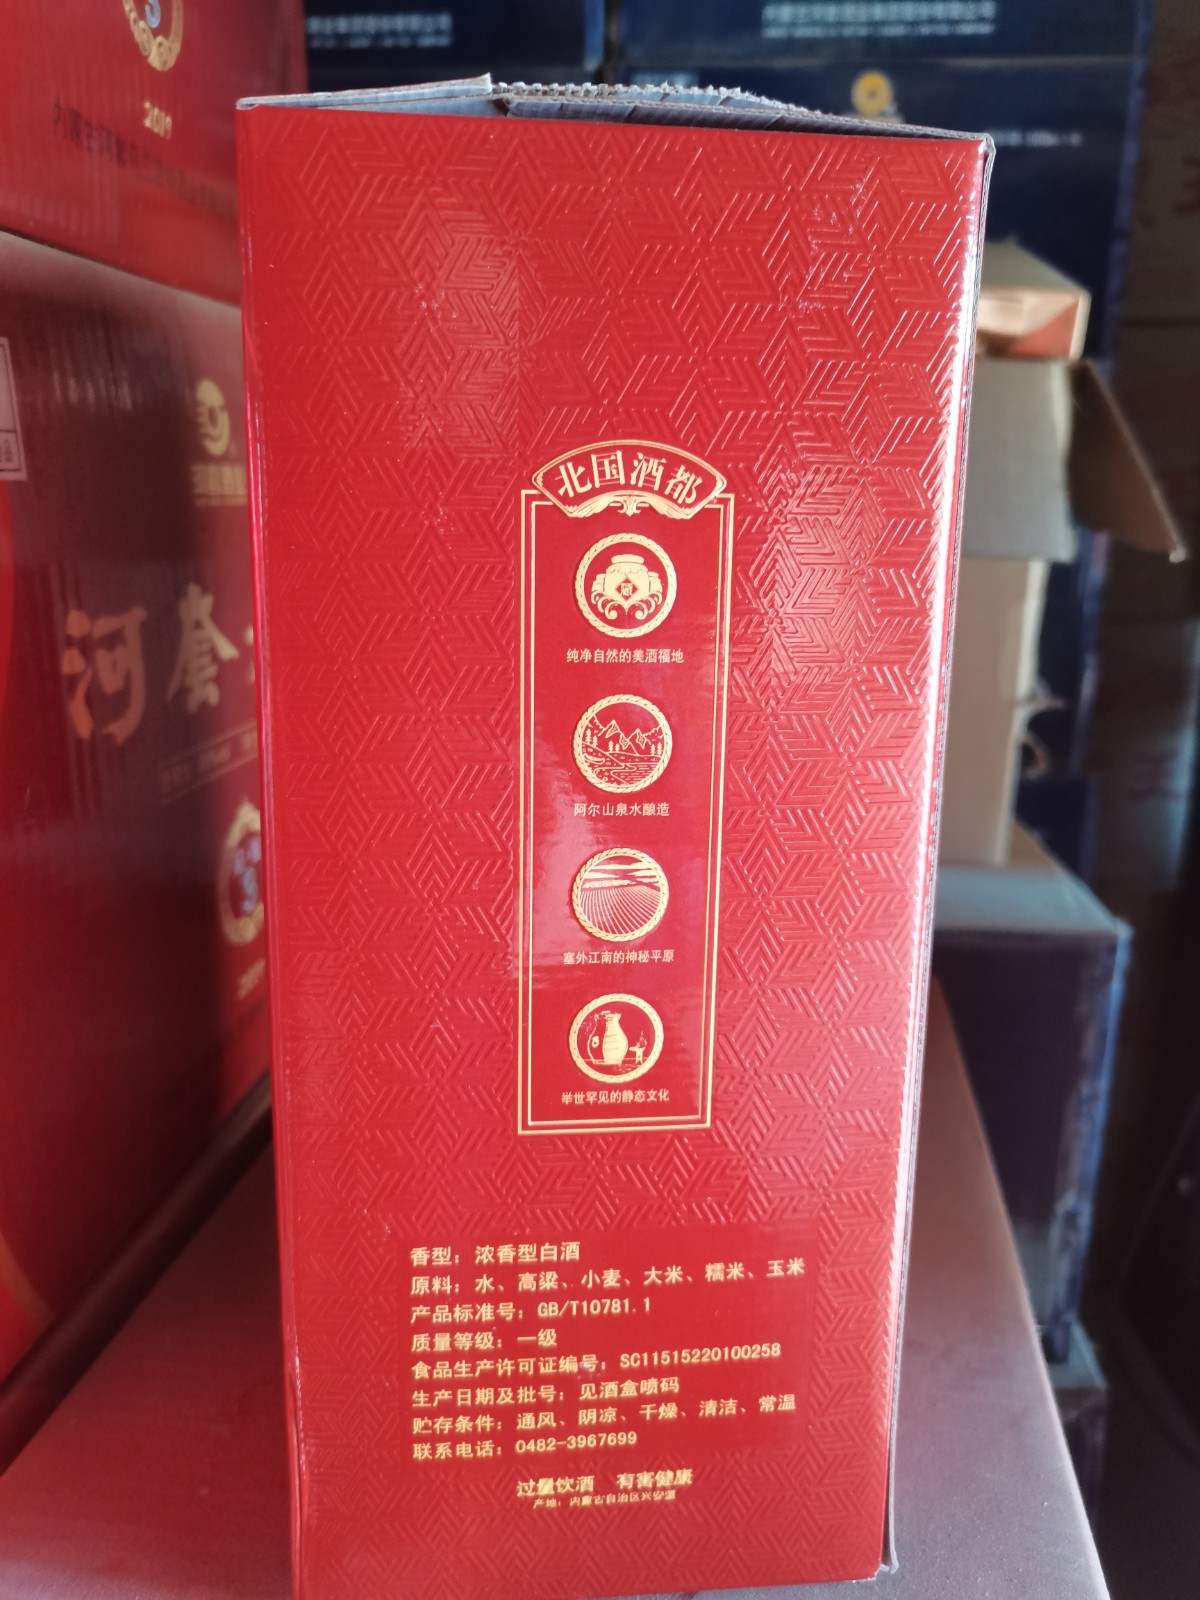 2019
河套
北国酒都
纯净自然的美酒福地
阿尔山泉水酿造
塞外江南的神秘平原
举世罕见的静态文化
香型：浓香型白酒
原料：水、高粱、小麦、大米、糯米、玉米
产品标准号：GB/T10781.1
质量等级：一级
食品生产许可证编号：SC11515220100258
生产日期及批号：见酒盒喷码
贮存条件：通风、阴凉、干燥、清洁、常温
联系电话：0482-3967699
过量饮酒 有害健康
产地：内蒙古自治区兴安盟